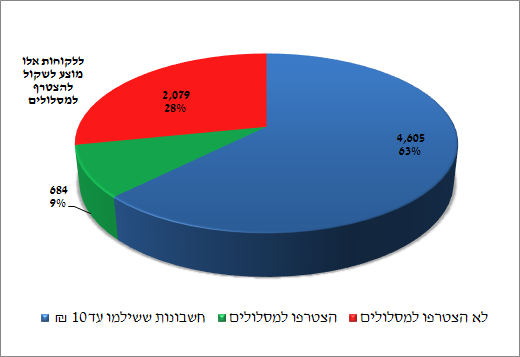 ללקוחות אלו
מוצע לשקול
להצטרף
למסלולים
2,079
28%
4,605
63%
684
9%
חשבונות ששילמו עד 10 ₪
הצטרפו למסלולים
לא הצטרפו למסלולים